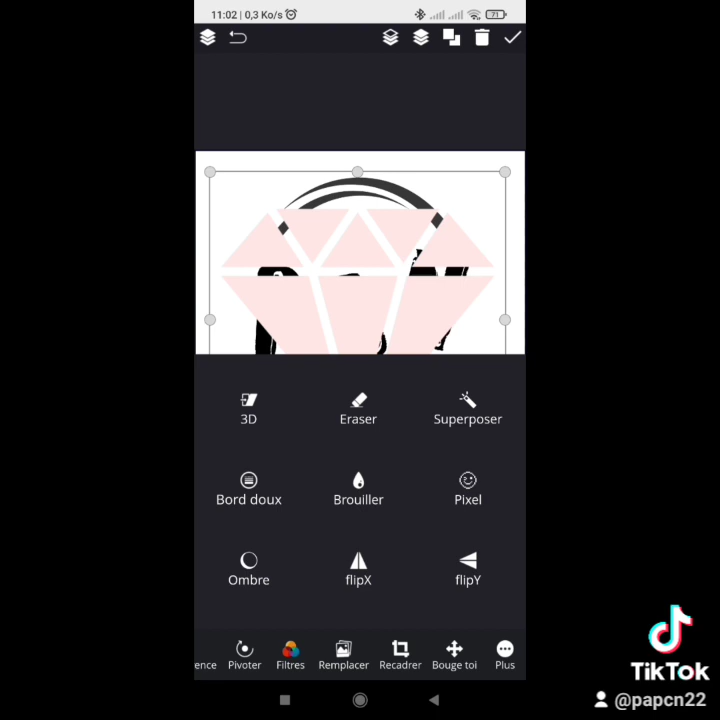 11:02 | 0,3 Ko/s
71
3D
Eraser
Superposer
Bord doux
Brouiller
Pixel
Ombre
flipX
flipY
ence
Pivoter
Filtres
Remplacer
Recadrer
Bouge toi
Plus
TikTok
@papcn22